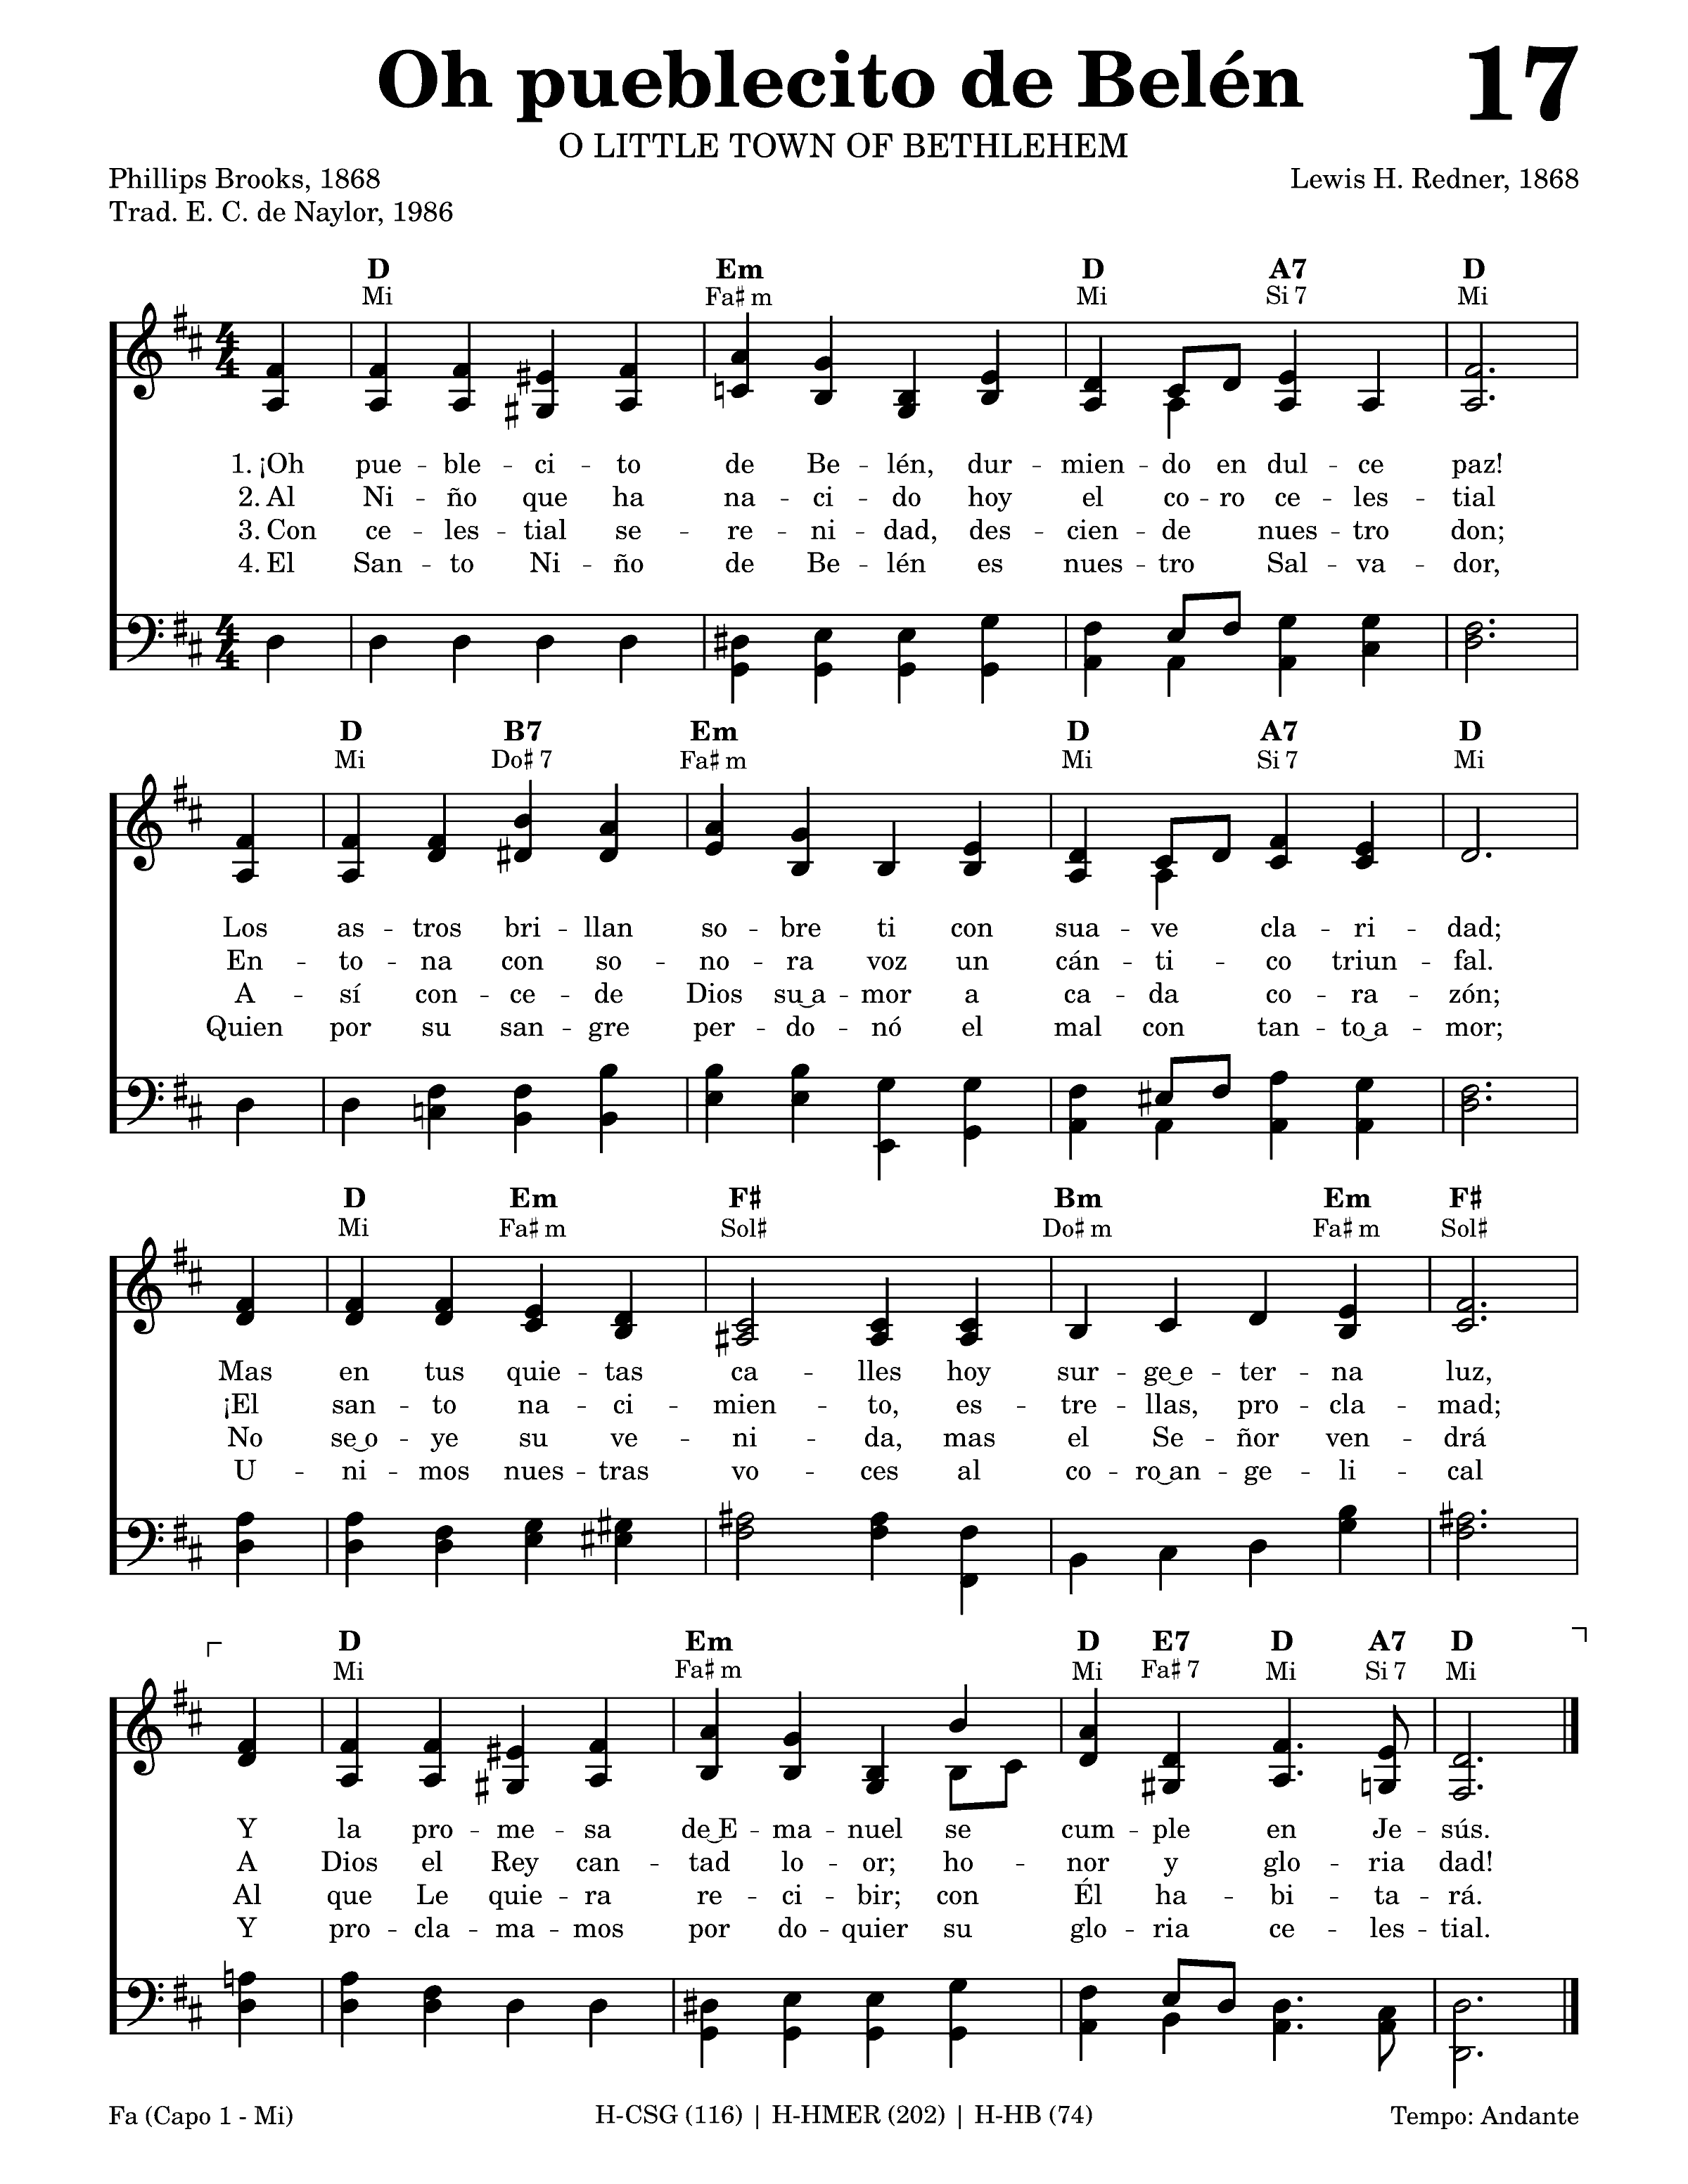 Oh pueblecito de Belén 17
O LITTLE TOWN OF BETHLEHEM
Phillips Brooks, 1868 Lewis H. Redner, 1868
Trad. E. C. de Naylor, 1986
D Em D A7 D
Mi Fa♯ m Mi Si 7 Mi
1. ¡Oh pue -- ble -- ci -- to de Be -- lén, dur -- mien -- do en dul -- ce paz!
2. Al Ni -- ño que ha na -- ci -- do hoy el co -- ro ce -- les -- tial
3. Con ce -- les -- tial se -- re -- ni -- dad, des -- cien -- de nues -- tro don;
4. El San -- to Ni -- ño de Be -- lén es nues -- tro Sal -- va -- dor,
D B7 Em D A7 D
Mi Do♯ 7 Fa♯ m Mi Si 7 Mi
Los as -- tros bri -- llan so -- bre ti con sua -- ve cla -- ri -- dad;
En -- to -- na con so -- no -- ra voz un cán -- ti -- co triun -- fal.
A -- sí con -- ce -- de Dios su‿a -- mor a ca -- da co -- ra -- zón;
Quien por su san -- gre per -- do -- nó el mal con tan -- to‿a -- mor;
D Em F♯ Bm Em F♯
Mi Fa♯ m Sol♯ Do♯ m Fa♯ m Sol♯
Mas en tus quie -- tas ca -- lles hoy sur -- ge‿e -- ter -- na luz,
¡El san -- to na -- ci -- mien -- to, es -- tre -- llas, pro -- cla -- mad;
No se‿o -- ye su ve -- ni -- da, mas el Se -- ñor ven -- drá
U -- ni -- mos nues -- tras vo -- ces al co -- ro‿an -- ge -- li -- cal
D Em D E7 D A7 D
Mi Fa♯ m Mi Fa♯ 7 Mi Si 7 Mi
Y la pro -- me -- sa de‿E -- ma -- nuel se cum -- ple en Je -- sús.
A Dios el Rey can -- tad lo -- or; ho -- nor y glo -- ria dad!
Al que Le quie -- ra re -- ci -- bir; con Él ha -- bi -- ta -- rá.
Y pro -- cla -- ma -- mos por do -- quier su glo -- ria ce -- les -- tial.
Fa (Capo 1 - Mi) H-CSG (116) | H-HMER (202) | H-HB (74) Tempo: Andante